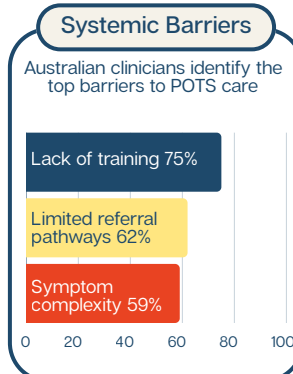 Systemic Barriers
Australian clinicians identify the
top barriers to POTS care
Lack of training 75%
Limited referral
pathways 62%
Symptom
complexity 59%
0 20 40 60 80 100